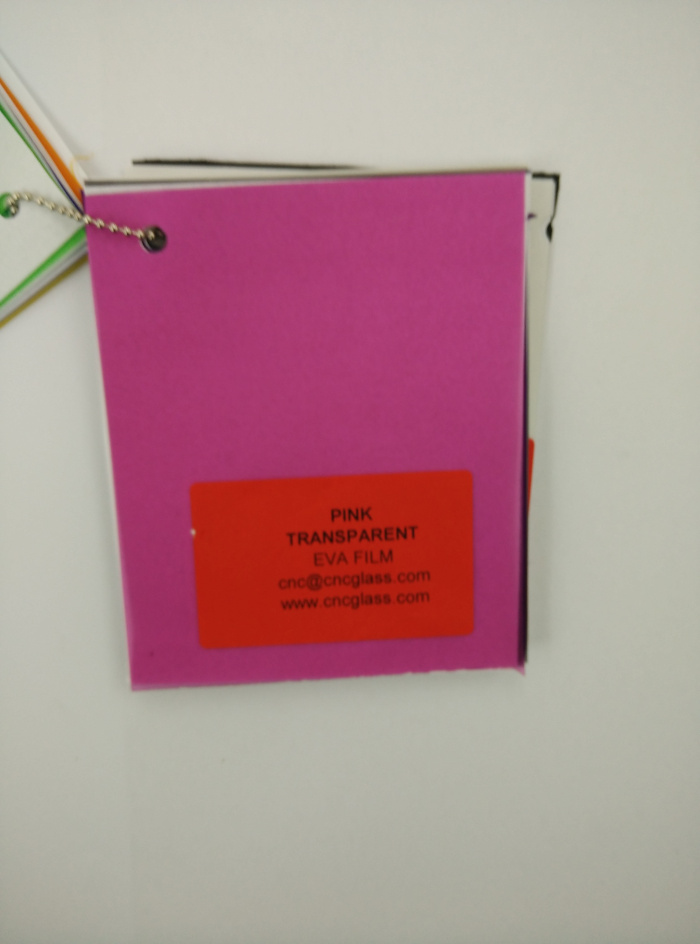 PINK
TRANSPARENT
EVA FILM
cnc@cncglass.com
www.cncglass.com